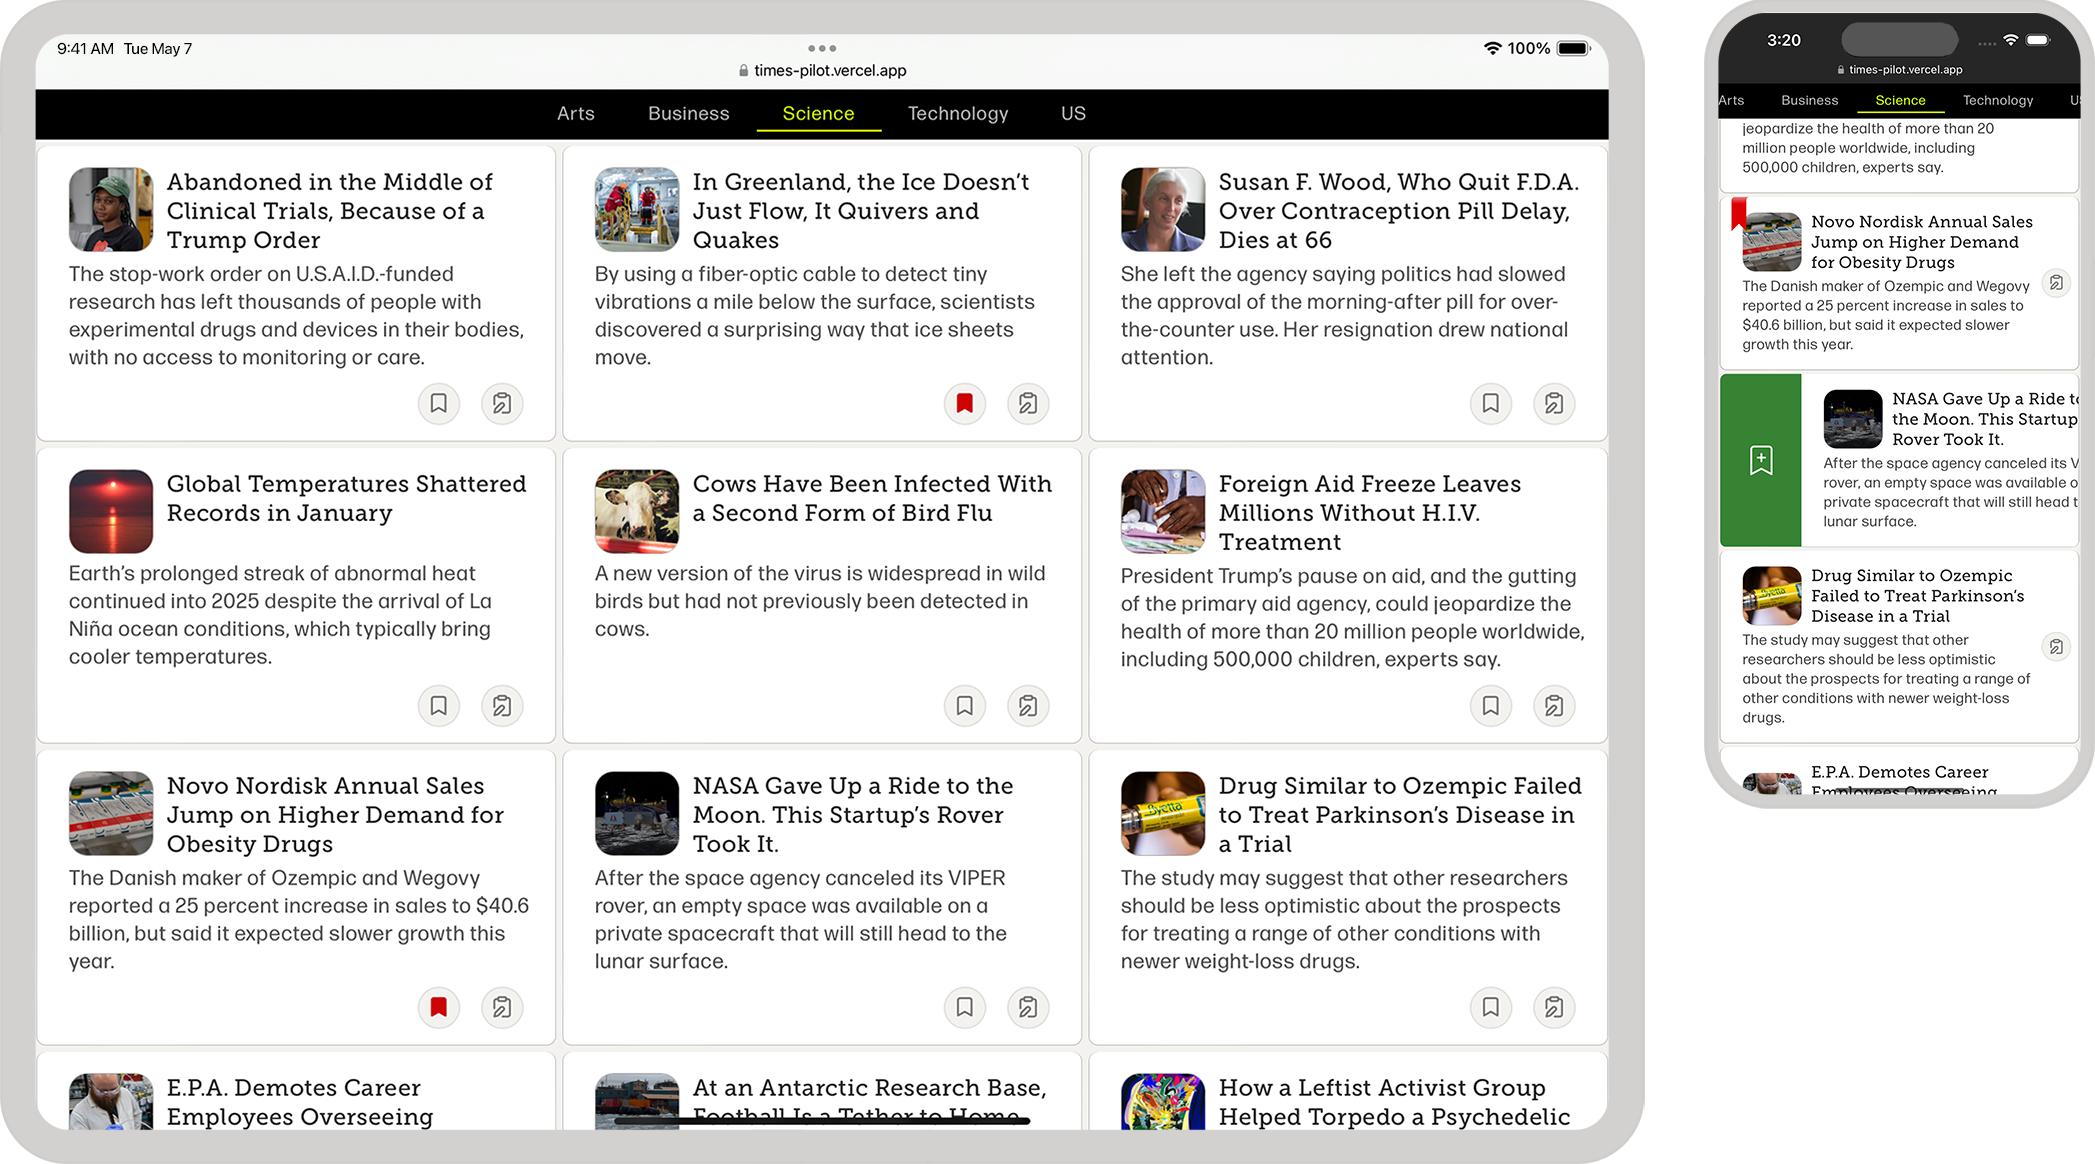 9:41 AM Tue May 7
100%
times-pilot.vercel.app
Arts Business Science Technology US
Abandoned in the Middle of
Clinical Trials, Because of a
Trump Order
The stop-work order on U.S.A.I.D.-funded
research has left thousands of people with
experimental drugs and devices in their bodies,
with no access to monitoring or care.
In Greenland, the Ice Doesn’t
Just Flow, It Quivers and
Quakes
By using a fiber-optic cable to detect tiny
vibrations a mile below the surface, scientists
discovered a surprising way that ice sheets
move.
Susan F. Wood, Who Quit F.D.A.
Over Contraception Pill Delay,
Dies at 66
She left the agency saying politics had slowed
the approval of the morning-after pill for over-
the-counter use. Her resignation drew national
attention.
Global Temperatures Shattered
Records in January
Earth’s prolonged streak of abnormal heat
continued into 2025 despite the arrival of La
Niña ocean conditions, which typically bring
cooler temperatures.
Cows Have Been Infected With
a Second Form of Bird Flu
A new version of the virus is widespread in wild
birds but had not previously been detected in
cows.
Foreign Aid Freeze Leaves
Millions Without H.I.V.
Treatment
President Trump’s pause on aid, and the gutting
of the primary aid agency, could jeopardize the
health of more than 20 million people worldwide,
including 500,000 children, experts say.
Novo Nordisk Annual Sales
Jump on Higher Demand for
Obesity Drugs
The Danish maker of Ozempic and Wegovy
reported a 25 percent increase in sales to $40.6
billion, but said it expected slower growth this
year.
NASA Gave Up a Ride to the
Moon. This Startup’s Rover
Took It.
After the space agency canceled its VIPER
rover, an empty space was available on a
private spacecraft that will still head to the
lunar surface.
Byetta
Drug Similar to Ozempic Failed
to Treat Parkinson’s Disease in
a Trial
The study may suggest that other researchers
should be less optimistic about the prospects
for treating a range of other conditions with
newer weight-loss drugs.
E.P.A. Demotes Career
Employees Overseeing
At an Antarctic Research Base,
Football Is a Tether to Home
How a Leftist Activist Group
Helped Torpedo a Psychedelic
3:20
times-pilot.vercel.app
Arts Business Science Technology
jeopardize the health of more than 20
million people worldwide, including
500,000 children, experts say.
Novo Nordisk Annual Sales
Jump on Higher Demand
for Obesity Drugs
The Danish maker of Ozempic and Wegovy
reported a 25 percent increase in sales to
$40.6 billion, but said it expected slower
growth this year.
NASA Gave Up a Ride to
the Moon. This Startup
Rover Took It.
After the space agency canceled its V
rover, an empty space was available o
private spacecraft that will still head t
lunar surface.
Byetta
Drug Similar to Ozempic
Failed to Treat Parkinson’s
Disease in a Trial
The study may suggest that other
researchers should be less optimistic
about the prospects for treating a range of
other conditions with newer weight-loss
drugs.
E.P.A. Demotes Career
Employees Overseeing